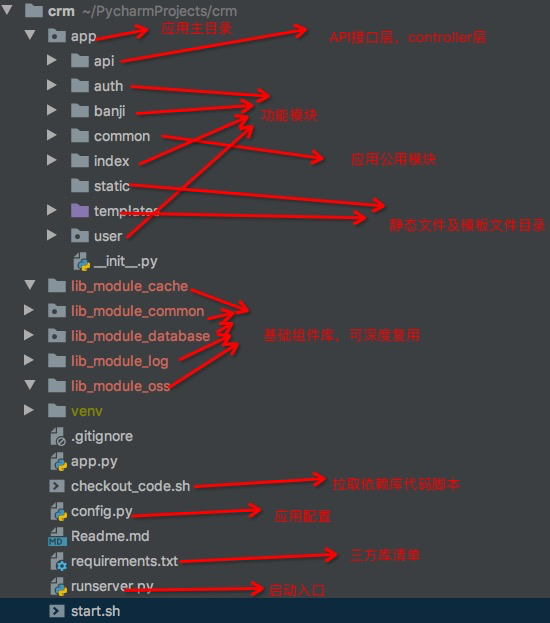 crm ~/PycharmProjects/crm
app 应用主目录
api API接口层，controller层
auth
banji 功能模块
common 应用公用模块
index
static
templates 静态文件及模板文件目录
user
__init__.py
lib_module_cache
lib_module_common
lib_module_database 基础组件库，可深度复用
lib_module_log
lib_module_oss
venv
.gitignore
app.py
checkout_code.sh 拉取依赖库代码脚本
config.py 应用配置
MD Readme.md
requirements.txt 三方库清单
runserver.py 启动入口
start.sh